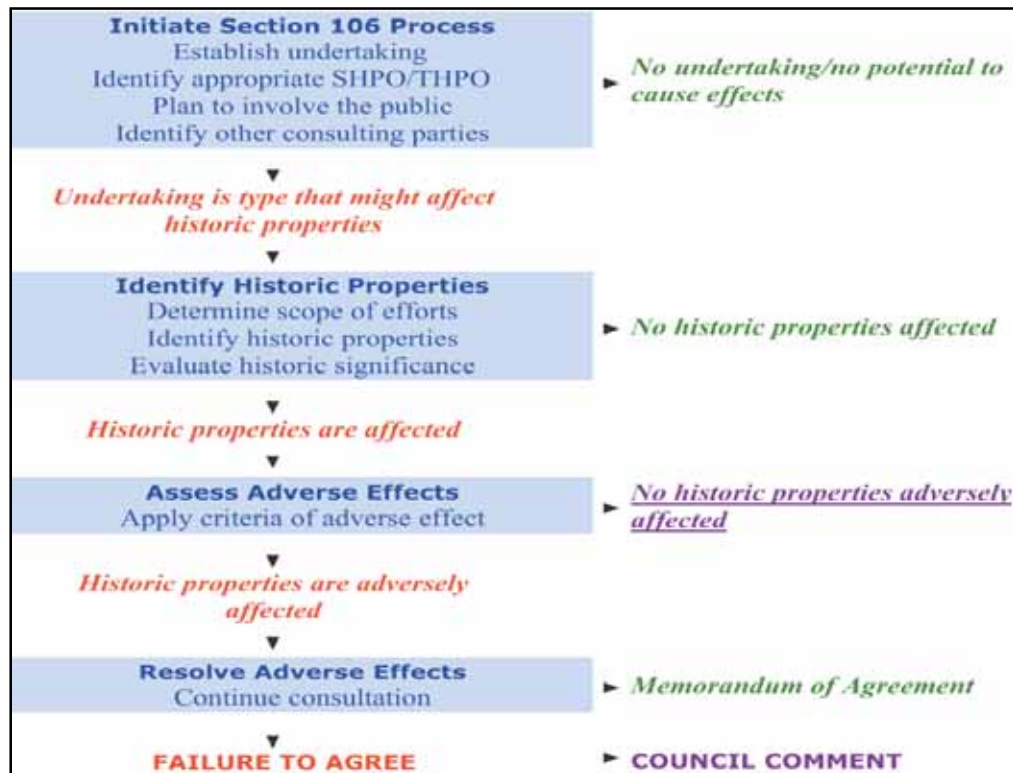 Initiate Section 106 Process
Establish undertaking
Identify appropriate SHPO/THPO
Plan to involve the public
Identify other consulting parties
No undertaking/no potential to
cause effects
Undertaking is type that might affect
historic properties
Identify Historic Properties
Determine scope of efforts
Identify historic properties
Evaluate historic significance
No historic properties affected
Historic properties are affected
Assess Adverse Effects
Apply criteria of adverse effect
No historic properties adversely
affected
Historic properties are adversely
affected
Resolve Adverse Effects
Continue consultation
Memorandum of Agreement
FAILURE TO AGREE
COUNCIL COMMENT